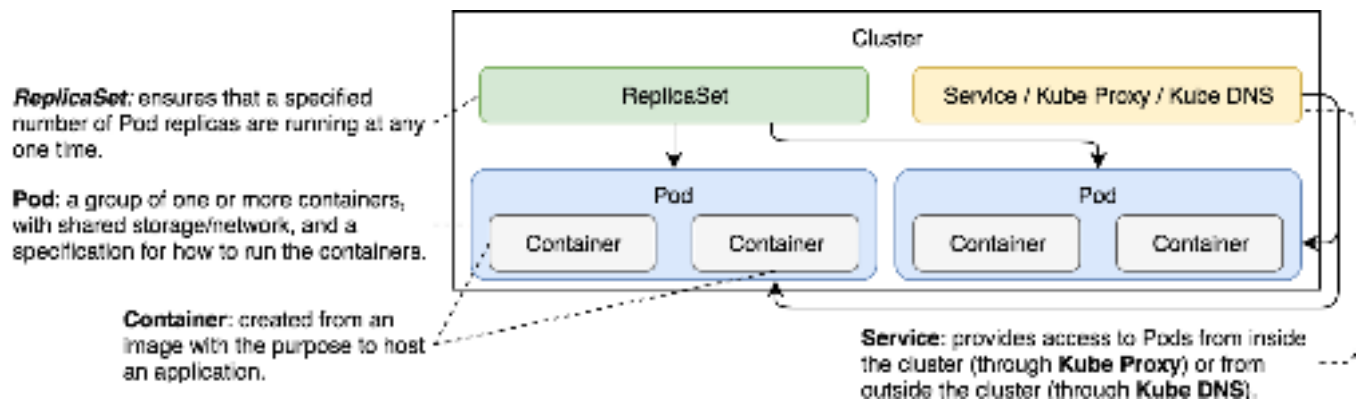 Cluster
ReplicaSet
Service / Kube Proxy / Kube DNS
ReplicaSet: ensures that a specified
number of Pod replicas are running at any
one time.
Pod
Pod
Pod: a group of one or more containers,
with shared storage/network, and a
specification for how to run the containers.
Container
Container
Container
Container
Container: created from an
image with the purpose to host
an application.
Service: provides access to Pods from inside
the cluster (through Kube Proxy) or from
outside the cluster (through Kube DNS).